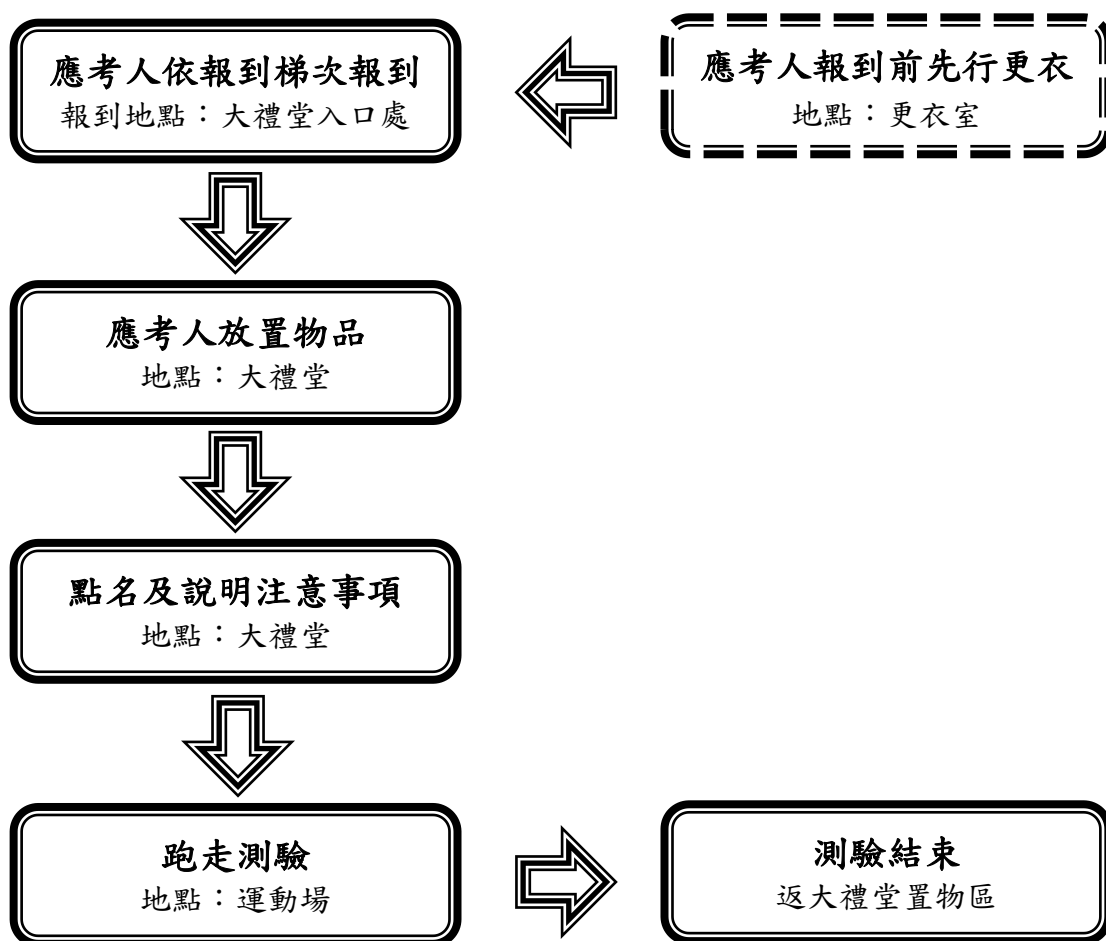 應考人報到前先行更衣
地點：更衣室
應考人依報到梯次報到
報到地點：大禮堂入口處
應考人放置物品
地點：大禮堂
點名及說明注意事項
地點：大禮堂
跑走測驗
地點：運動場
測驗結束
返大禮堂置物區